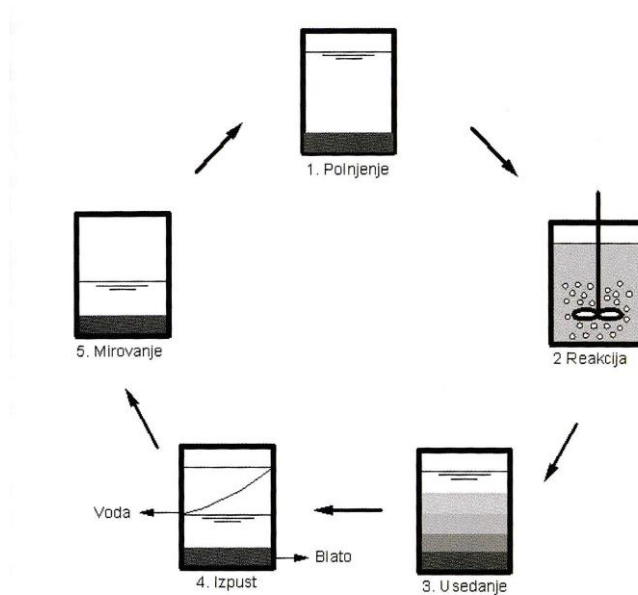 1. Polnjenje
2 Reakcija
3. Usedanje
4. Izpust
Voda
Blato
5. Mirovanje